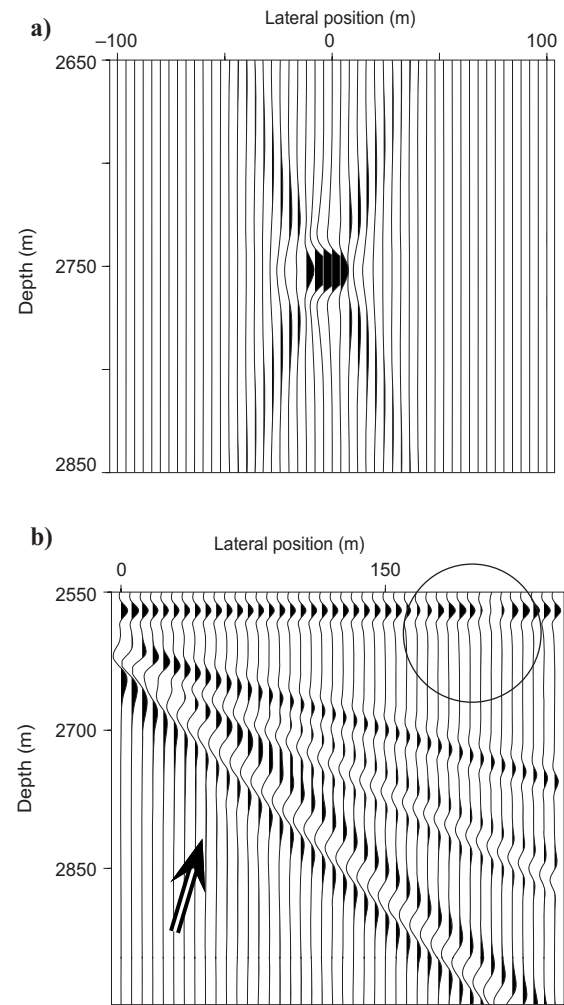 a)
Lateral position (m)
–100 0 100
2650
2750
2850
Depth (m)
b)
Lateral position (m)
0 150
2550
2700
2850
Depth (m)